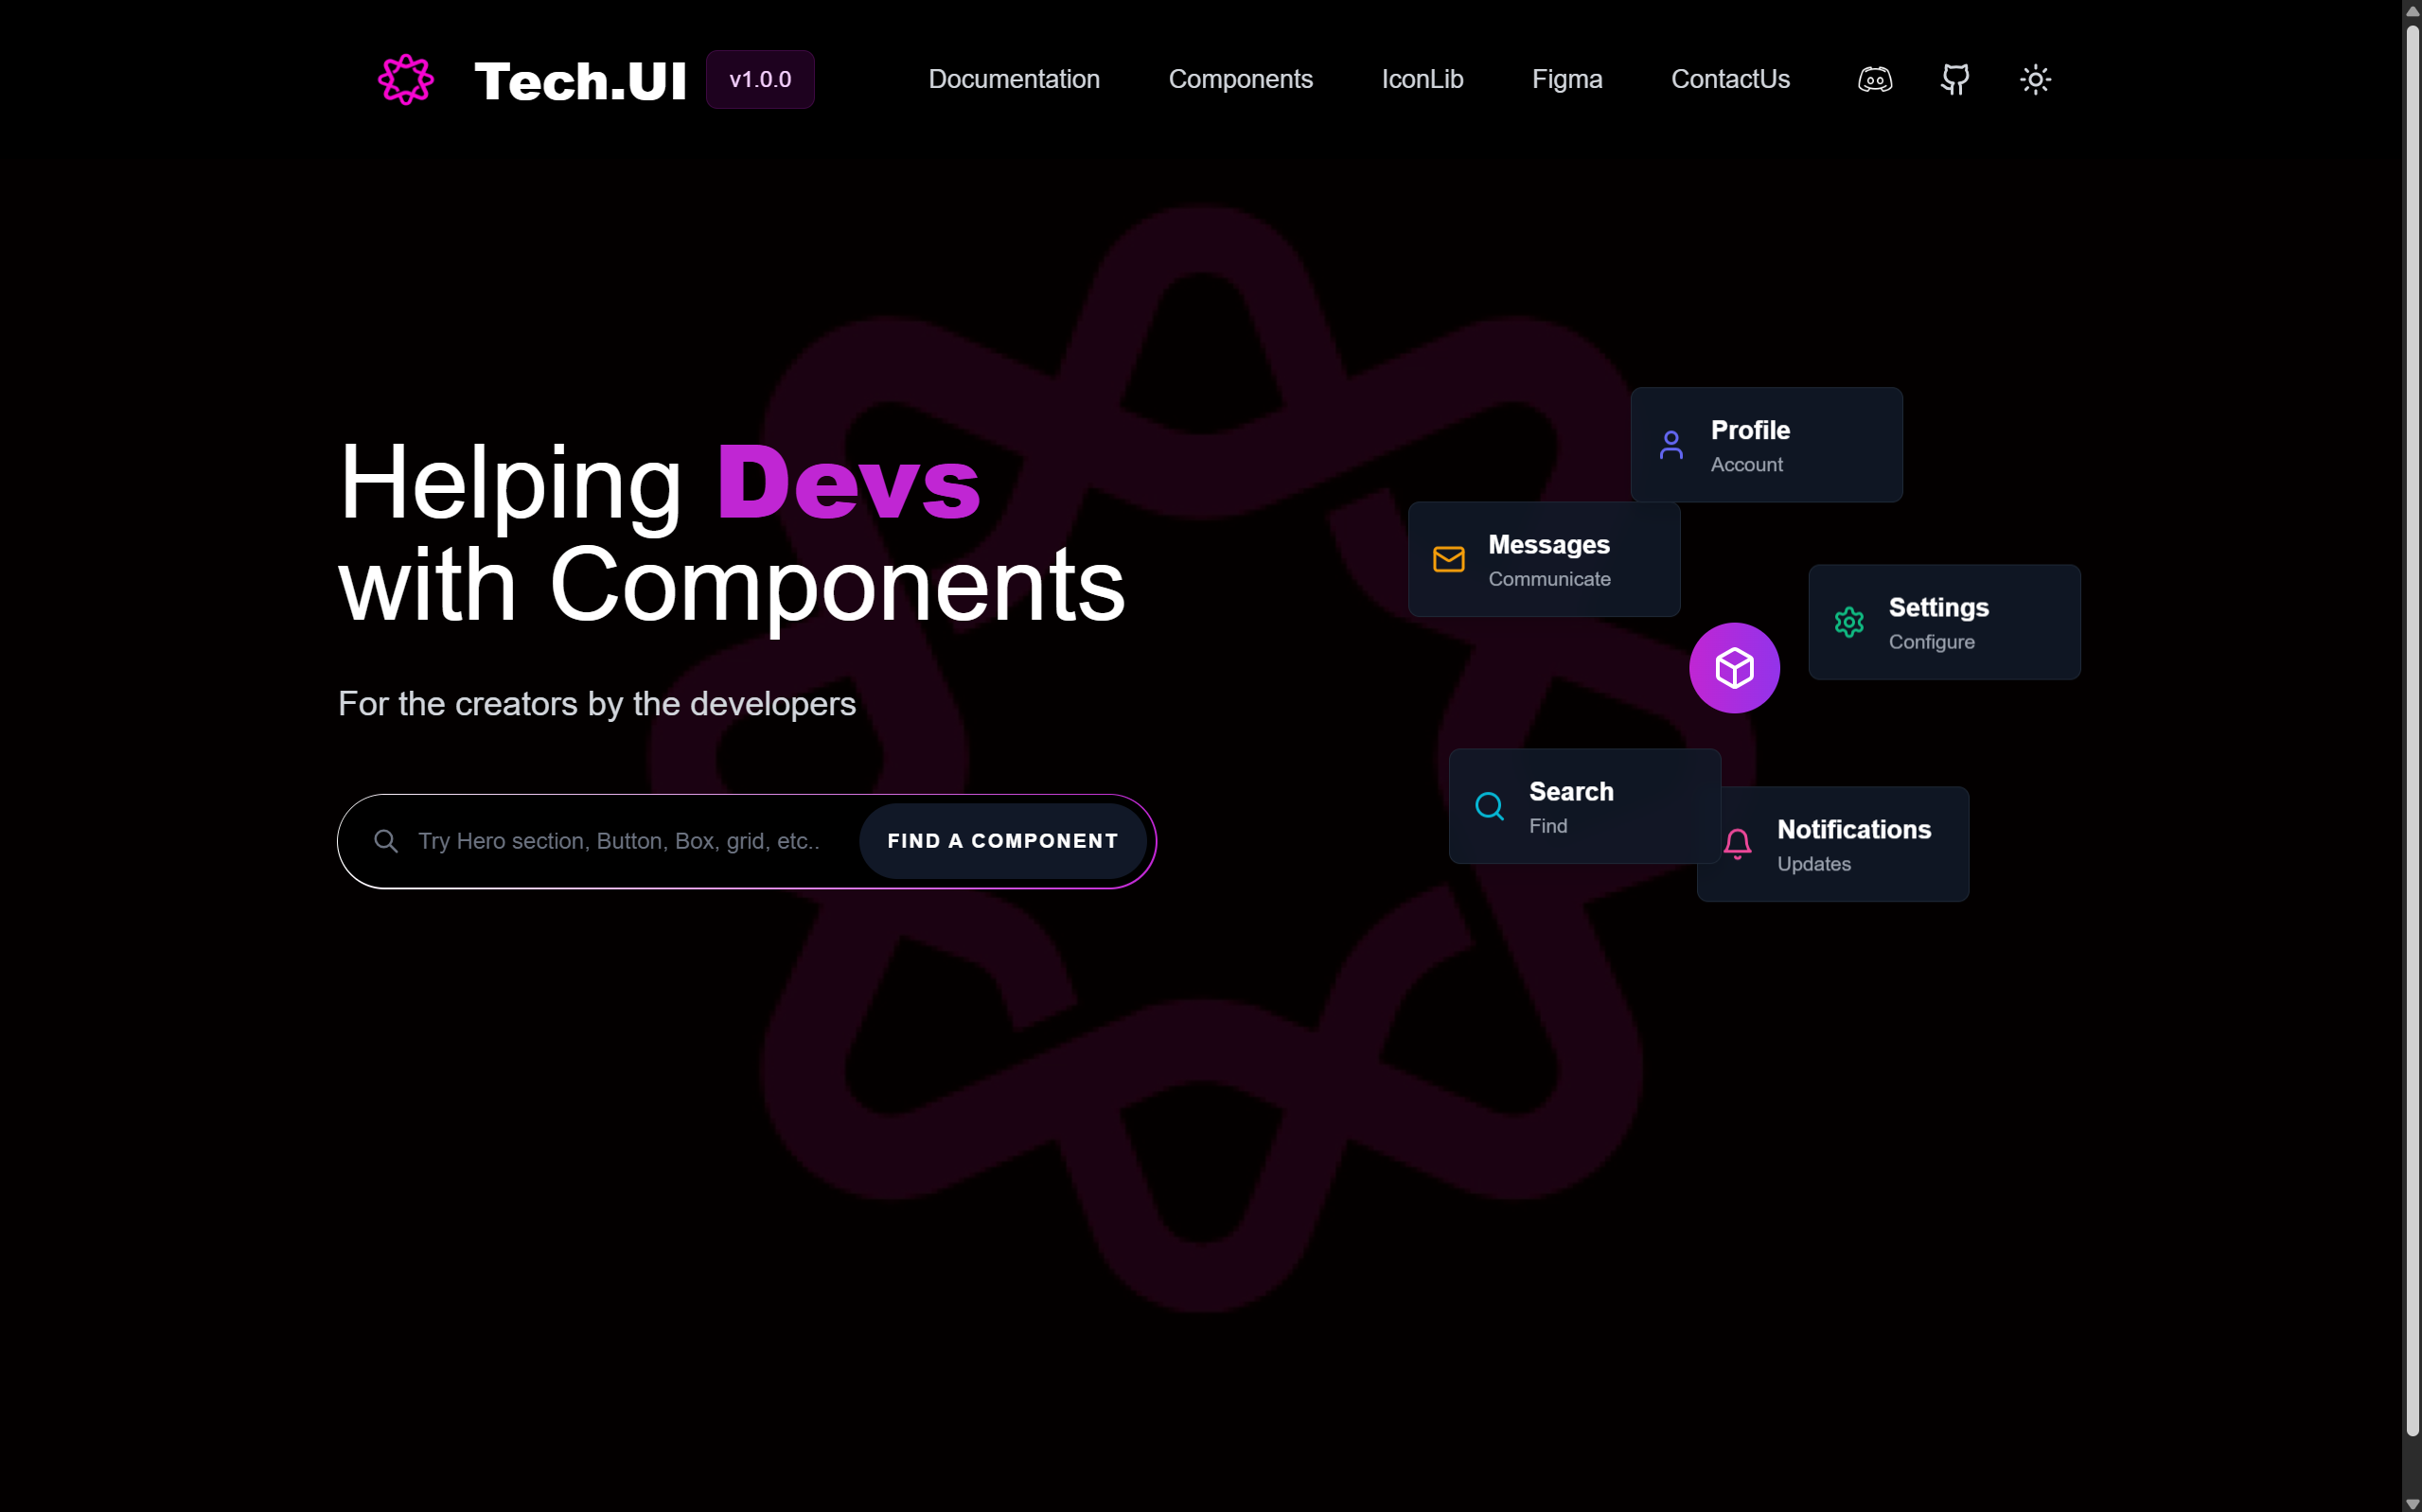 Tech.UI v1.0.0 Documentation Components IconLib Figma ContactUs
Helping Devs
with Components
For the creators by the developers
Try Hero section, Button, Box, grid, etc.. FIND A COMPONENT
Profile
Account
Messages
Communicate
Settings
Configure
Search
Find
Notifications
Updates